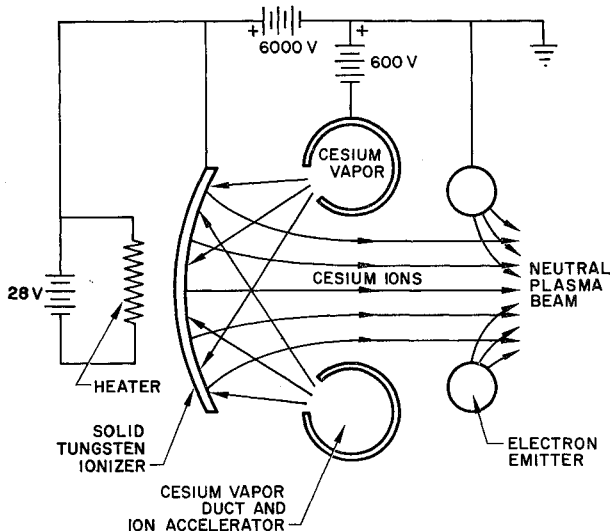 +
6000 V
+
600 V
CESIUM
VAPOR
CESIUM IONS
NEUTRAL
PLASMA
BEAM
28 V
HEATER
SOLID
TUNGSTEN
IONIZER
ELECTRON
EMITTER
CESIUM VAPOR
DUCT AND
ION ACCELERATOR